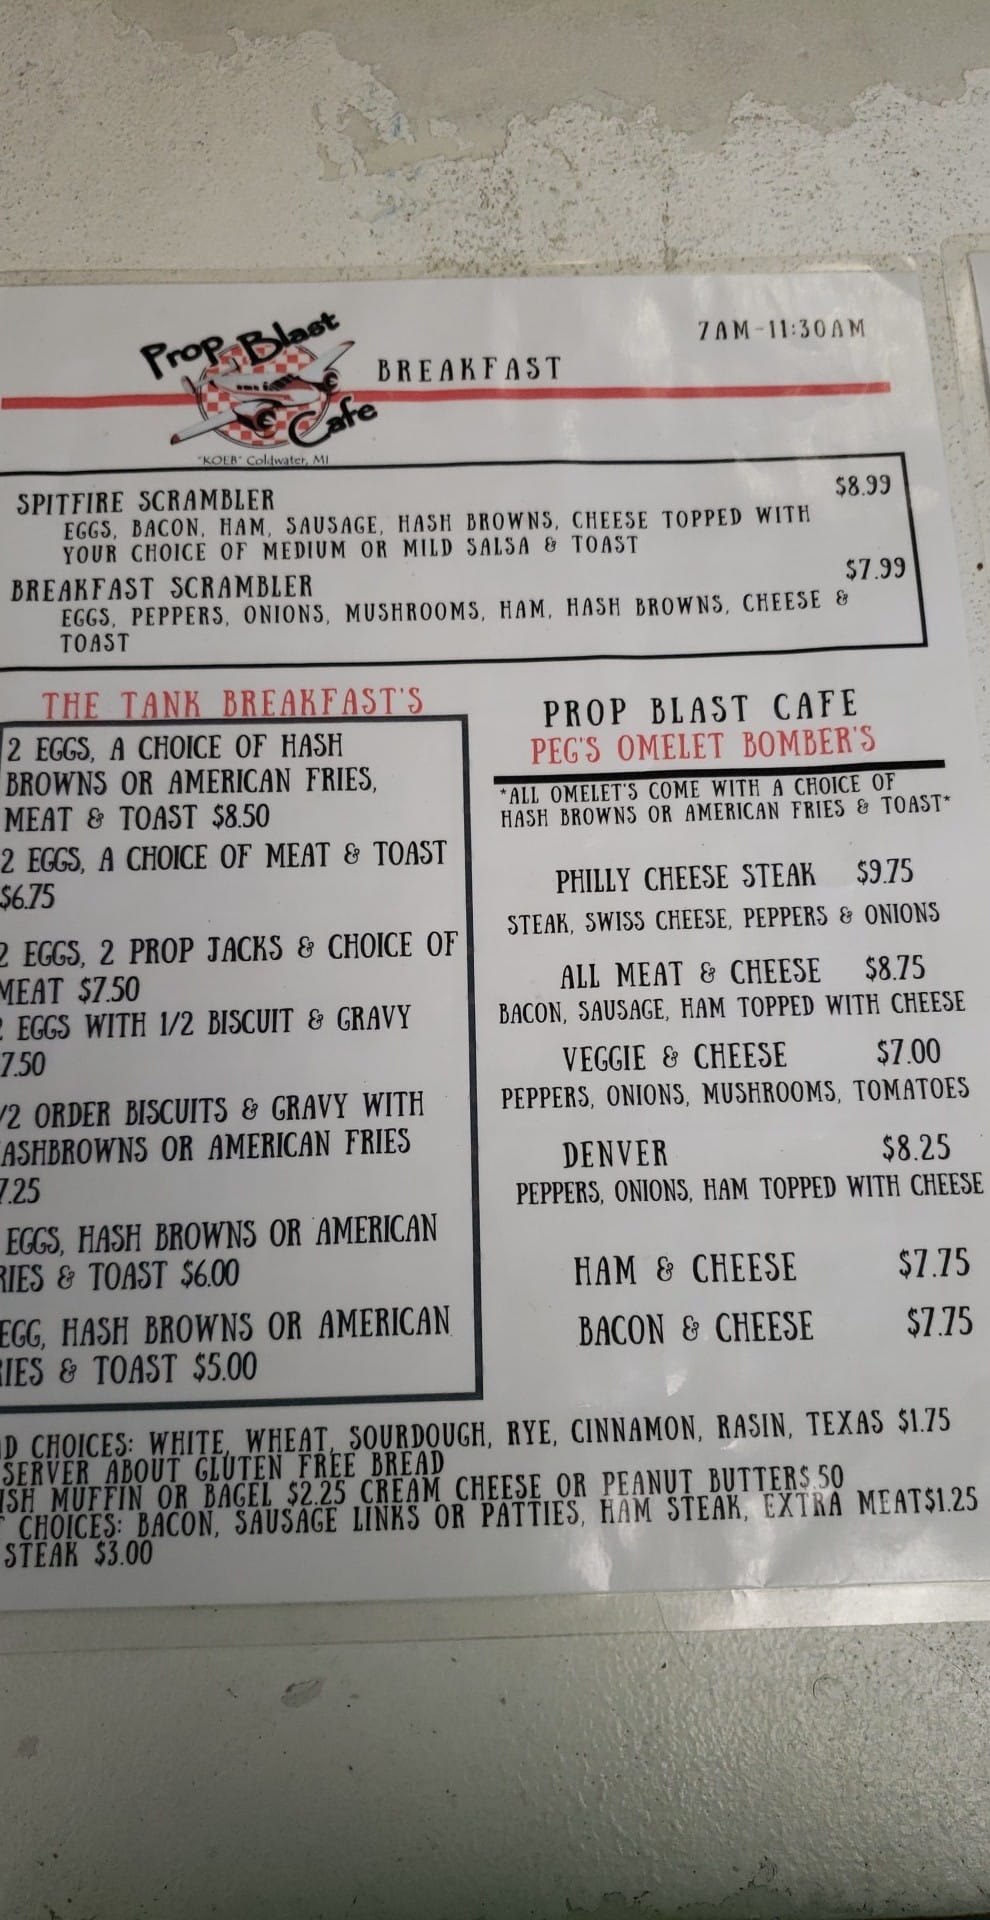 Prop Blast
Cafe
"KOEB" Coldwater, MI
BREAKFAST
7AM-11:30AM
SPITFIRE SCRAMBLER $8.99
EGGS, BACON, HAM, SAUSAGE, HASH BROWNS, CHEESE TOPPED WITH
YOUR CHOICE OF MEDIUM OR MILD SALSA & TOAST
BREAKFAST SCRAMBLER $7.99
EGGS, PEPPERS, ONIONS, MUSHROOMS, HAM, HASH BROWNS, CHEESE &
TOAST
THE TANK BREAKFAST'S
2 EGGS, A CHOICE OF HASH
BROWNS OR AMERICAN FRIES,
MEAT & TOAST $8.50
2 EGGS, A CHOICE OF MEAT & TOAST
$6.75
2 EGGS, 2 PROP JACKS & CHOICE OF
MEAT $7.50
EGGS WITH 1/2 BISCUIT & GRAVY
7.50
/2 ORDER BISCUITS & GRAVY WITH
ASHBROWNS OR AMERICAN FRIES
7.25
EGGS, HASH BROWNS OR AMERICAN
RIES & TOAST $6.00
EGG, HASH BROWNS OR AMERICAN
RIES & TOAST $5.00
PROP BLAST CAFE
PEG'S OMELET BOMBER'S
*ALL OMELET'S COME WITH A CHOICE OF
HASH BROWNS OR AMERICAN FRIES & TOAST*
PHILLY CHEESE STEAK $9.75
STEAK, SWISS CHEESE, PEPPERS & ONIONS
ALL MEAT & CHEESE $8.75
BACON, SAUSAGE, HAM TOPPED WITH CHEESE
VEGGIE & CHEESE $7.00
PEPPERS, ONIONS, MUSHROOMS, TOMATOES
DENVER $8.25
PEPPERS, ONIONS, HAM TOPPED WITH CHEESE
HAM & CHEESE $7.75
BACON & CHEESE $7.75
D CHOICES: WHITE, WHEAT, SOURDOUGH, RYE, CINNAMON, RASIN, TEXAS $1.75
SERVER ABOUT GLUTEN FREE BREAD
ISH MUFFIN OR BAGEL $2.25 CREAM CHEESE OR PEANUT BUTTER$.50
CHOICES: BACON, SAUSAGE LINKS OR PATTIES, HAM STEAK, EXTRA MEAT$1.25
STEAK $3.00